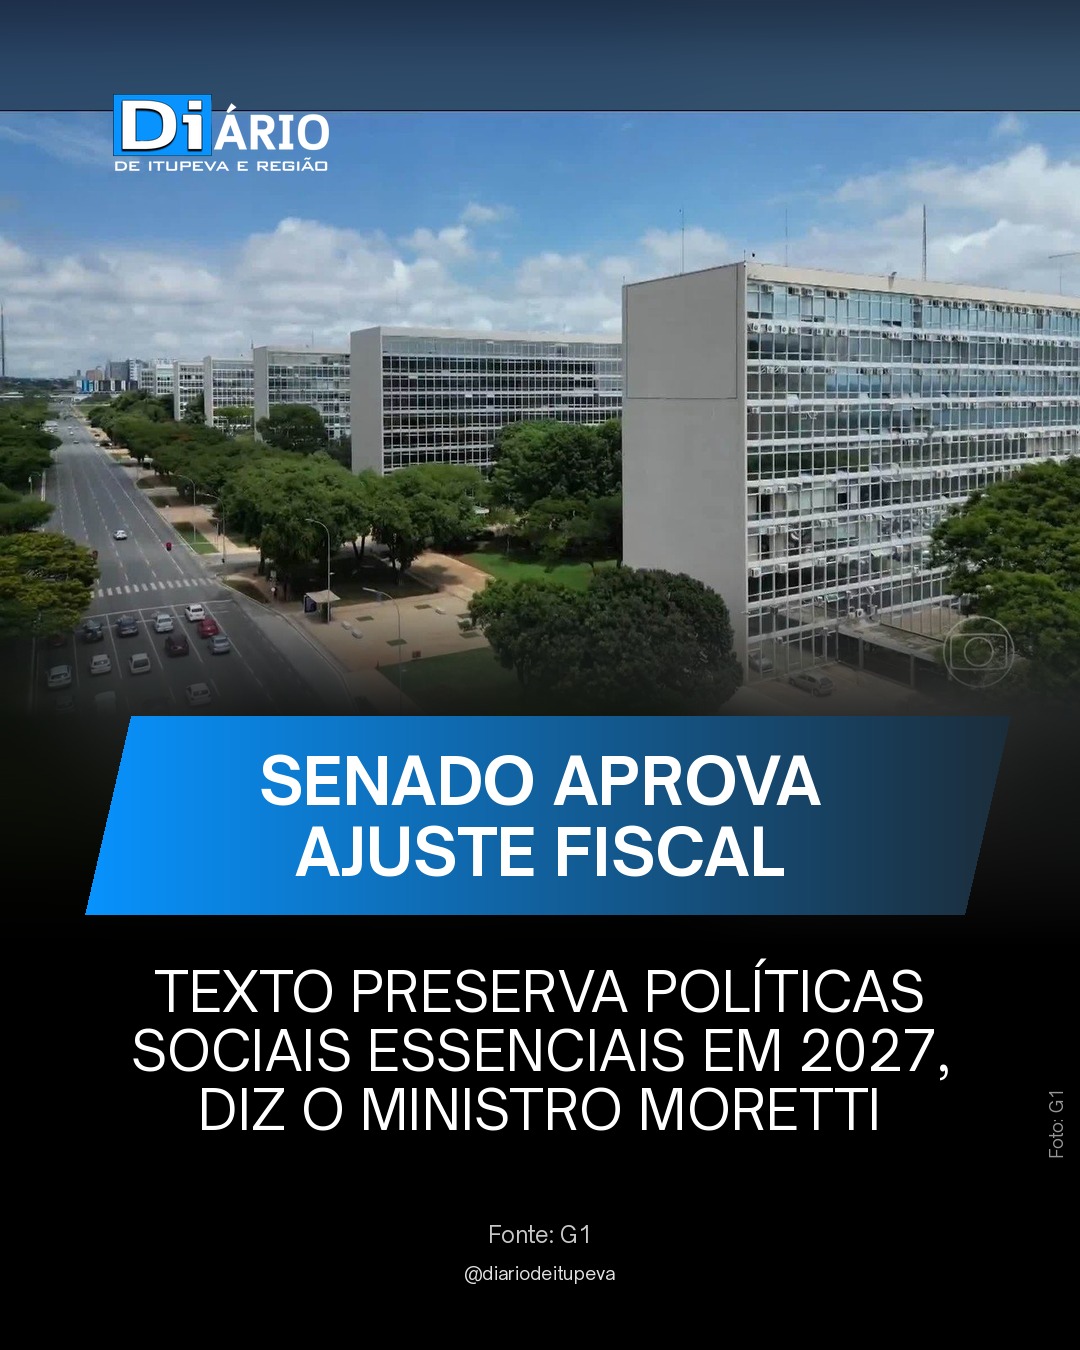 DiÁRIO
DE ITUPEVA E REGIÃO
SENADO APROVA
AJUSTE FISCAL
TEXTO PRESERVA POLÍTICAS
SOCIAIS ESSENCIAIS EM 2027,
DIZ O MINISTRO MORETTI
Foto: G1
Fonte: G1
@diariodeitupeva